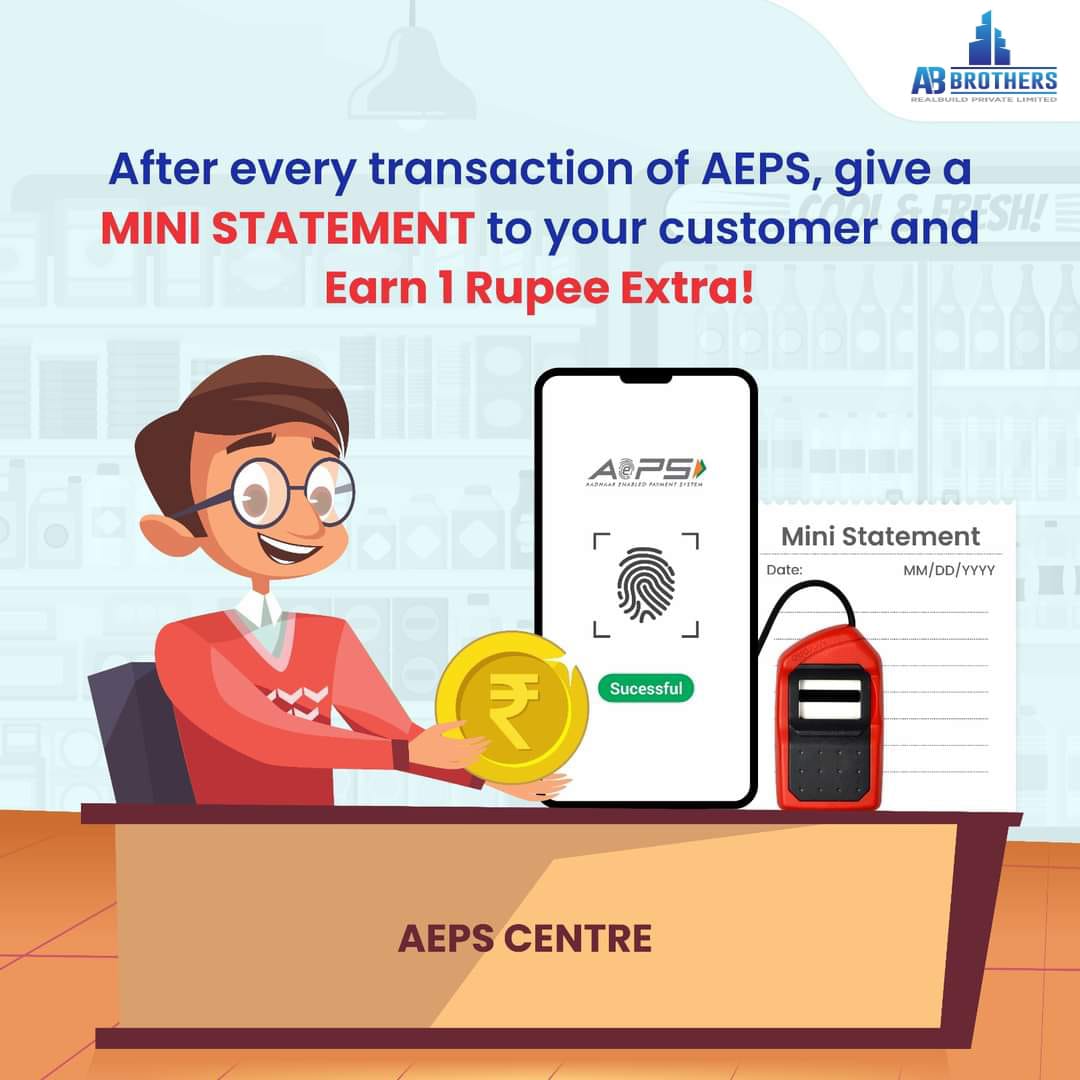 AB BROTHERS
REALBUILD PRIVATE LIMITED
After every transaction of AEPS, give a
MINI STATEMENT to your customer and
Earn 1 Rupee Extra!
COOL & FRESH!
AePS
AADHAAR ENABLED PAYMENT SYSTEM
Sucessful
Mini Statement
Date: MM/DD/YYYY
₹
AEPS CENTRE